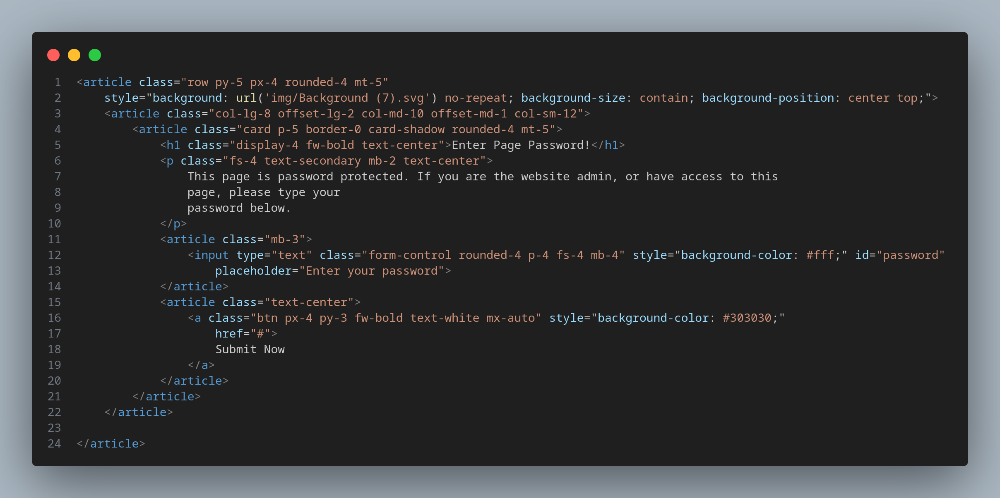 1 <article class="row py-5 px-4 rounded-4 mt-5"
2     style="background: url('img/Background (7).svg') no-repeat; background-size: contain; background-position: center top;">
3     <article class="col-lg-8 offset-lg-2 col-md-10 offset-md-1 col-sm-12">
4         <article class="card p-5 border-0 card-shadow rounded-4 mt-5">
5             <h1 class="display-4 fw-bold text-center">Enter Page Password!</h1>
6             <p class="fs-4 text-secondary mb-2 text-center">
7                 This page is password protected. If you are the website admin, or have access to this
8                 page, please type your
9                 password below.
10             </p>
11             <article class="mb-3">
12                 <input type="text" class="form-control rounded-4 p-4 fs-4 mb-4" style="background-color: #fff;" id="password"
13                     placeholder="Enter your password">
14             </article>
15             <article class="text-center">
16                 <a class="btn px-4 py-3 fw-bold text-white mx-auto" style="background-color: #303030;"
17                     href="#">
18                     Submit Now
19                 </a>
20             </article>
21         </article>
22     </article>
23
24 </article>